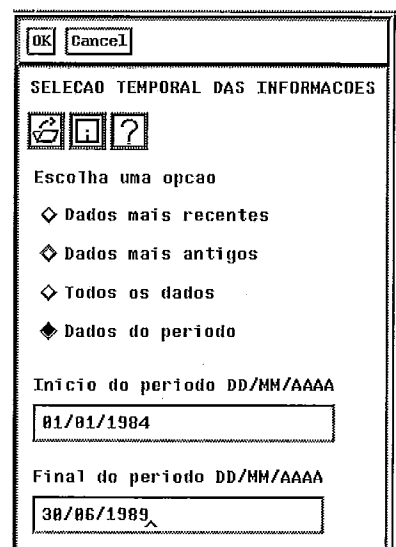 OK Cancel
SELECAO TEMPORAL DAS INFORMACOES
?
Escolha uma opcao
Dados mais recentes
Dados mais antigos
Todos os dados
Dados do periodo
Inicio do periodo DD/MM/AAAA
01/01/1984
Final do periodo DD/MM/AAAA
30/06/1989